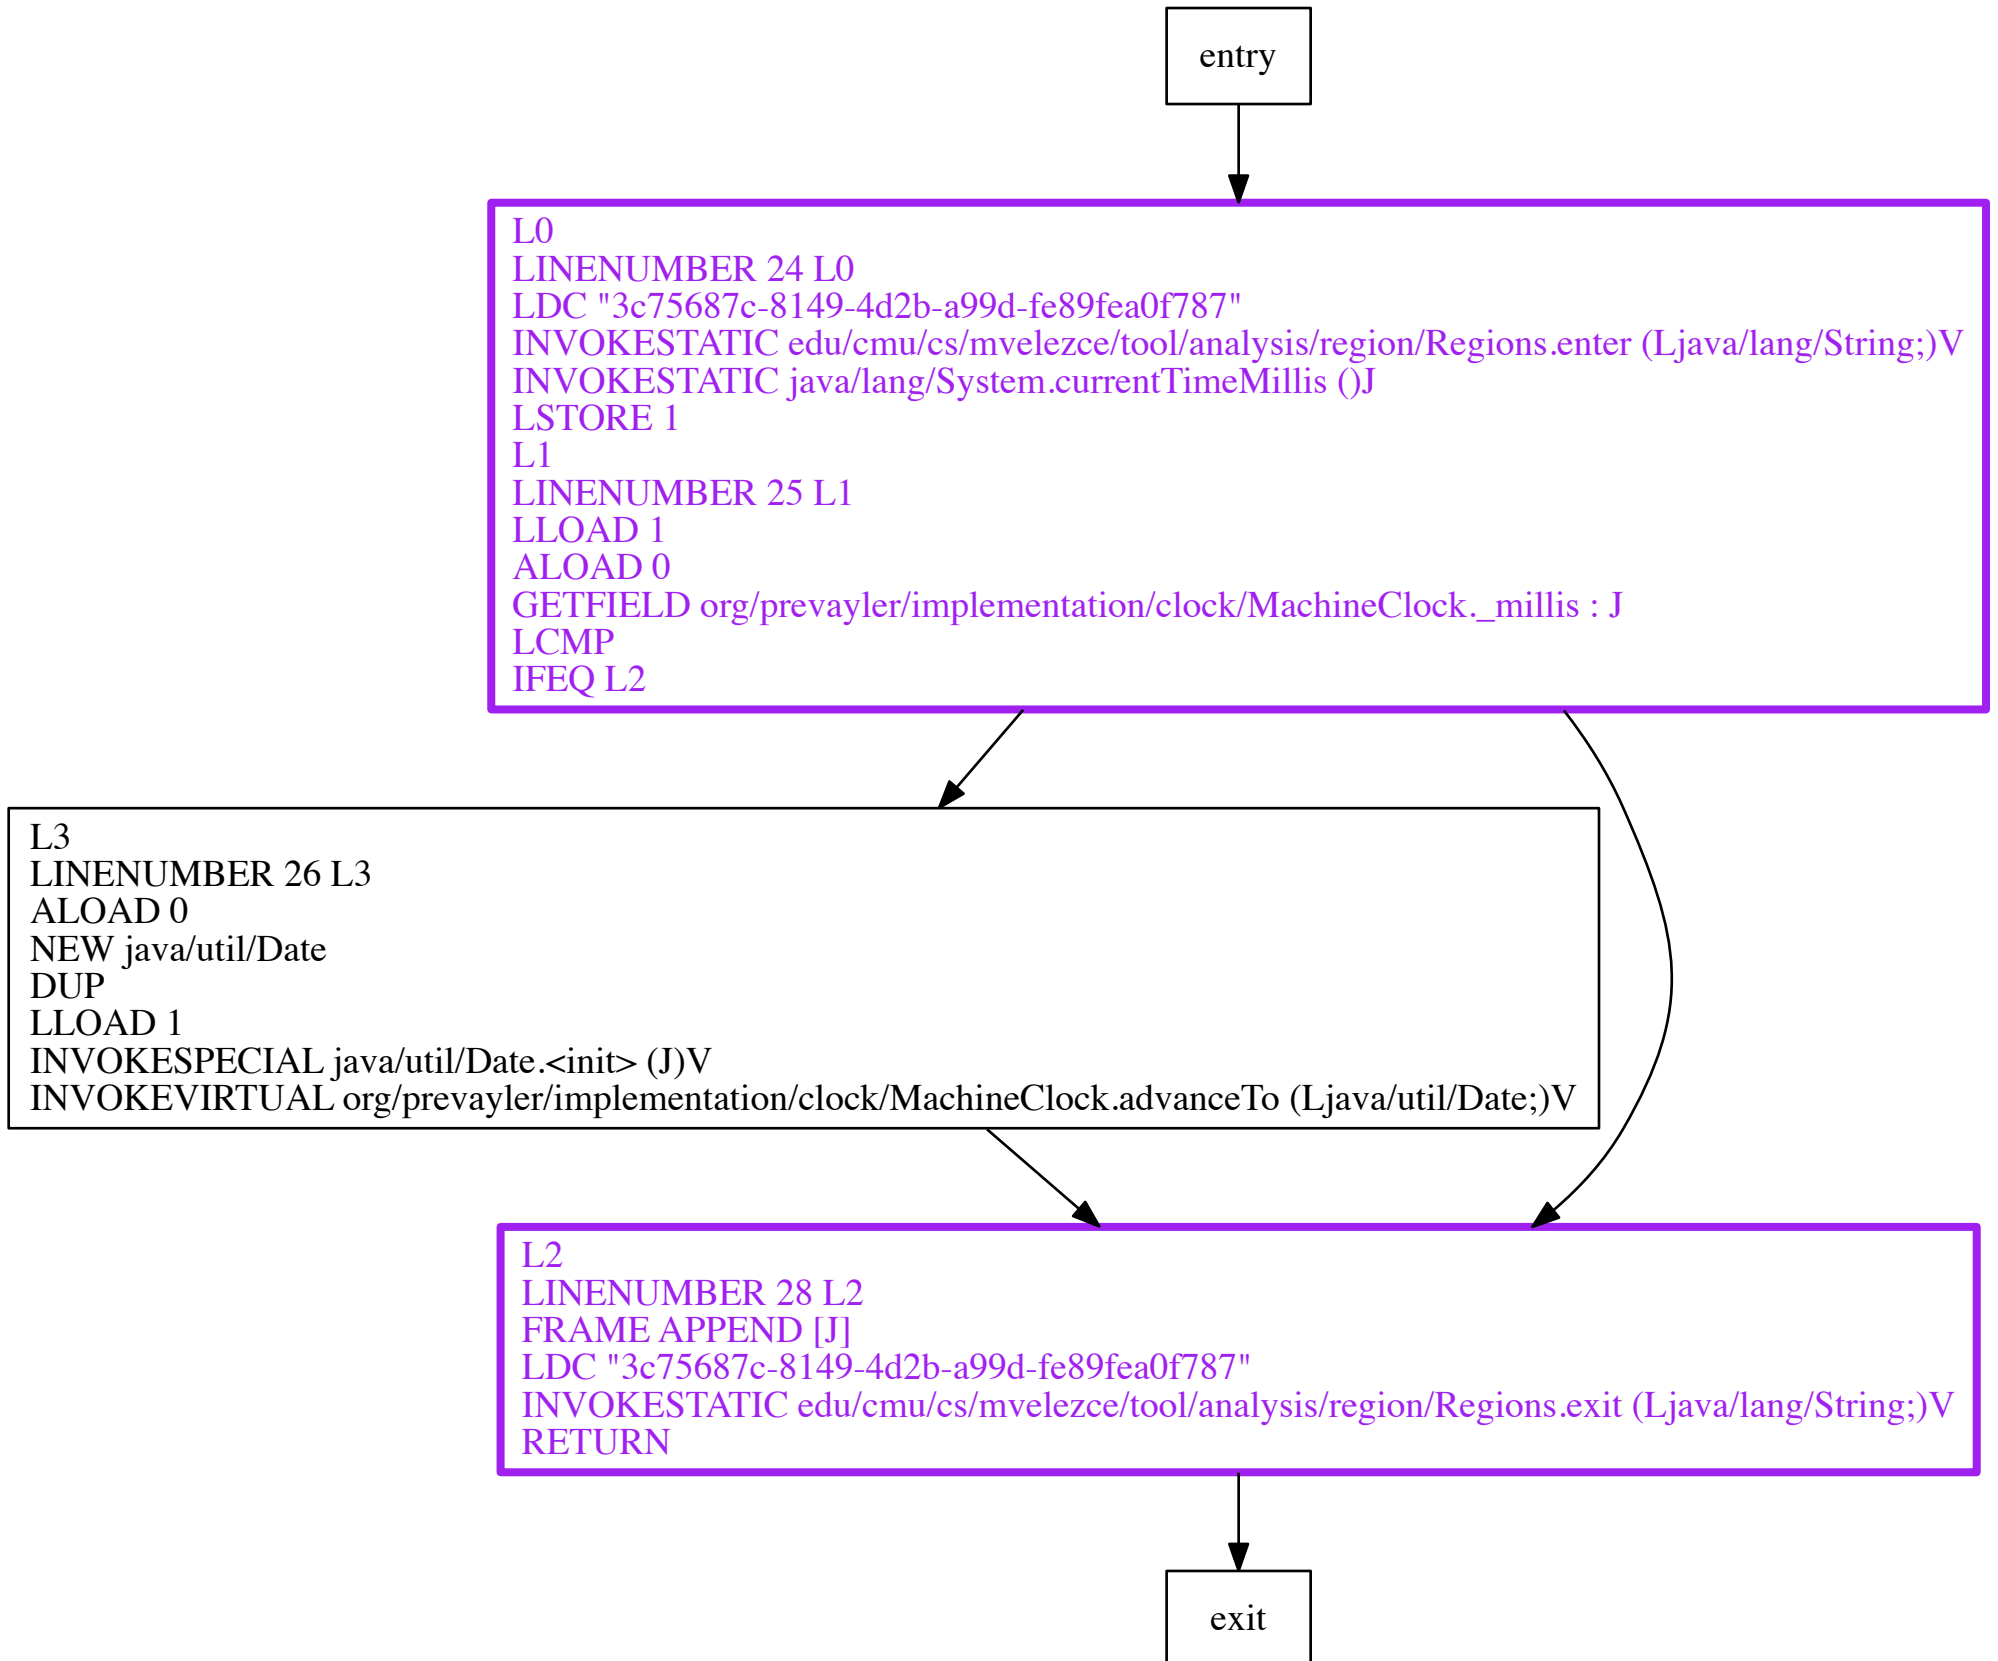 entry
L0
LINENUMBER 24 L0
LDC "3c75687c-8149-4d2b-a99d-fe89fea0f787"
INVOKESTATIC edu/cmu/cs/mvelezce/tool/analysis/region/Regions.enter (Ljava/lang/String;)V
INVOKESTATIC java/lang/System.currentTimeMillis ()J
LSTORE 1
L1
LINENUMBER 25 L1
LLOAD 1
ALOAD 0
GETFIELD org/prevayler/implementation/clock/MachineClock._millis : J
LCMP
IFEQ L2
L3
LINENUMBER 26 L3
ALOAD 0
NEW java/util/Date
DUP
LLOAD 1
INVOKESPECIAL java/util/Date.<init> (J)V
INVOKEVIRTUAL org/prevayler/implementation/clock/MachineClock.advanceTo (Ljava/util/Date;)V
L2
LINENUMBER 28 L2
FRAME APPEND [J]
LDC "3c75687c-8149-4d2b-a99d-fe89fea0f787"
INVOKESTATIC edu/cmu/cs/mvelezce/tool/analysis/region/Regions.exit (Ljava/lang/String;)V
RETURN
exit